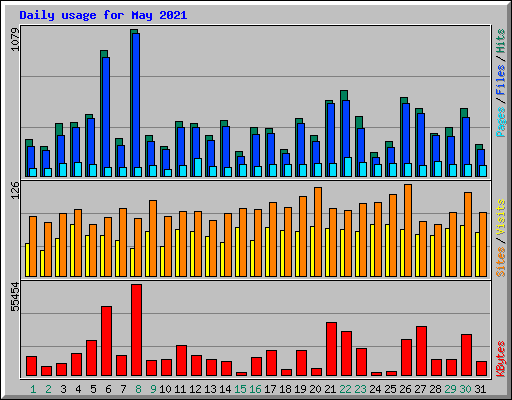 Daily usage for May 2021
1079
Pages / Files / Hits
126
Sites / Visits
55454
KBytes
1 2 3 4 5 6 7 8 9 10 11 12 13 14 15 16 17 18 19 20 21 22 23 24 25 26 27 28 29 30 31